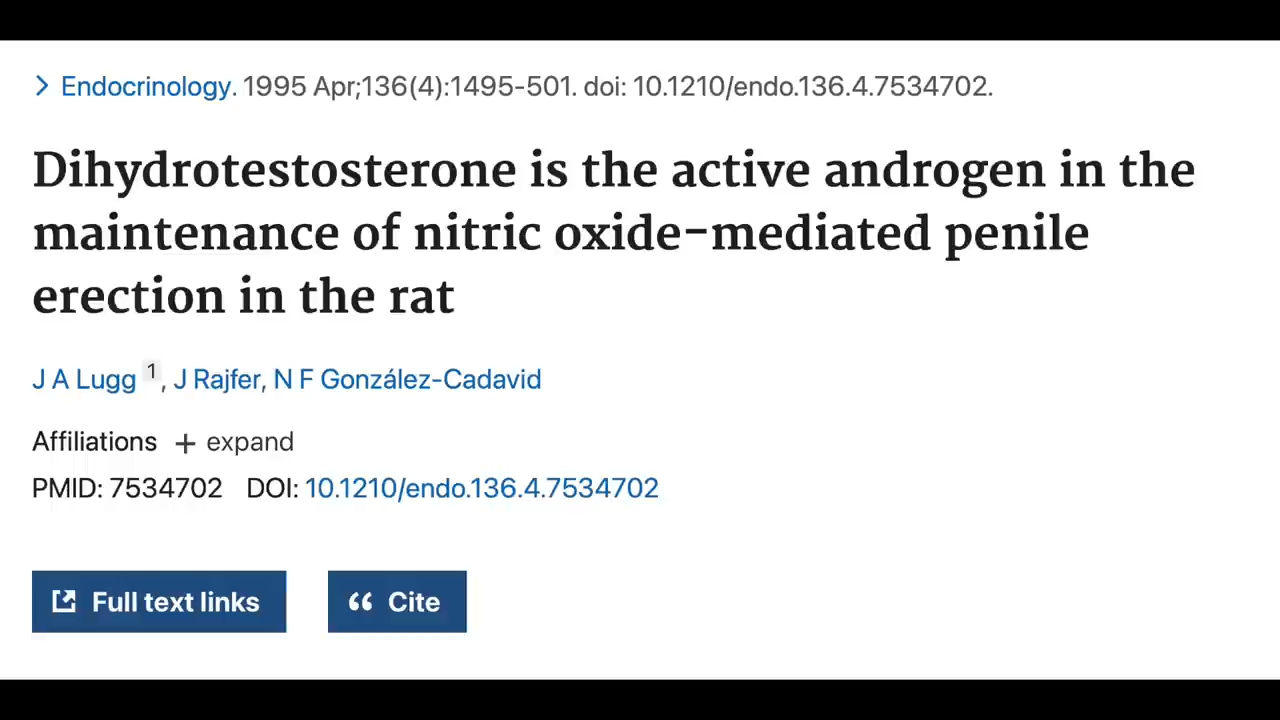 Endocrinology. 1995 Apr;136(4):1495-501. doi: 10.1210/endo.136.4.7534702.
Dihydrotestosterone is the active androgen in the
maintenance of nitric oxide-mediated penile
erection in the rat
J A Lugg 1, J Rajfer, N F González-Cadavid
Affiliations + expand
PMID: 7534702 DOI: 10.1210/endo.136.4.7534702
Full text links
Cite